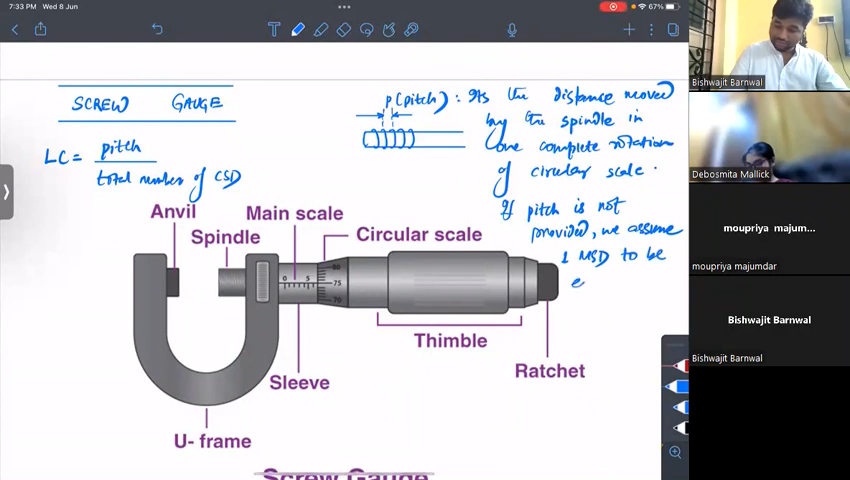 7:33 PM Wed 8 Jun
67%
SCREW GAUGE
LC = pitch
total number of CSD
p (pitch) : It's the distance moved
by the spindle in
one complete rotation
of circular scale.
If pitch is not
provided, we assume
1 MSD to be
e
Anvil
Spindle
Main scale
Circular scale
0 5
80
75
70
Thimble
Ratchet
Sleeve
U- frame
Screw Gauge
Bishwajit Barnwal
Debosmita Mallick
moupriya majum...
moupriya majumdar
Bishwajit Barnwal
Bishwajit Barnwal